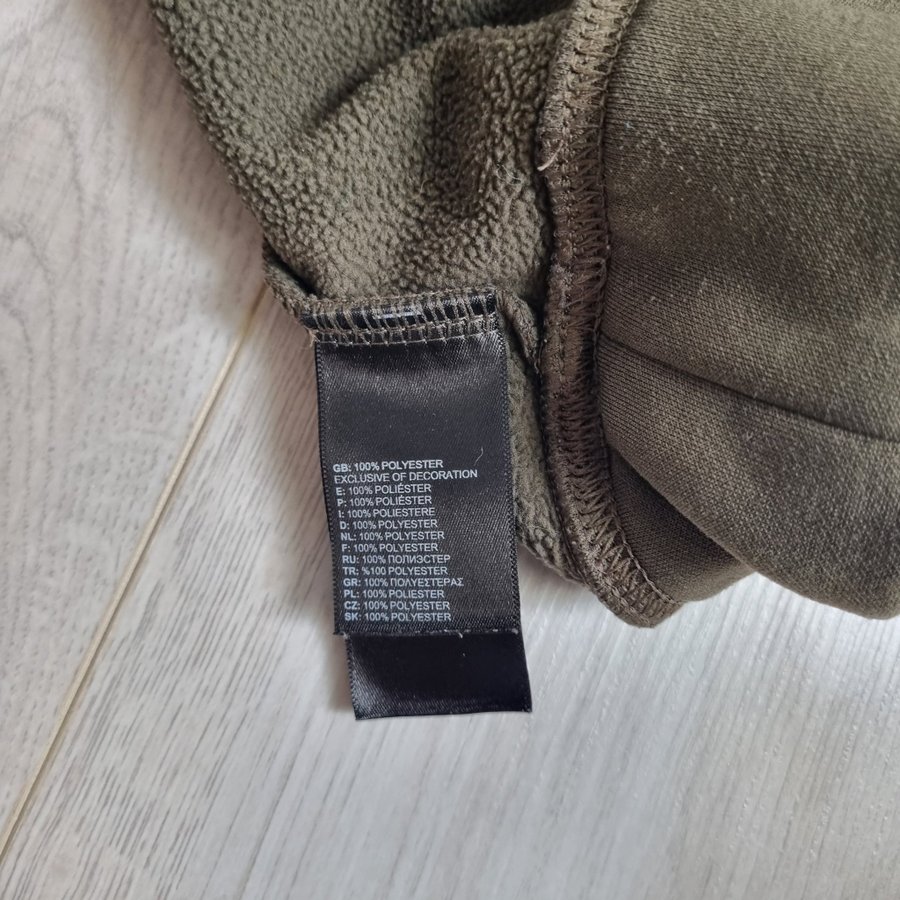 GB: 100% POLYESTER
EXCLUSIVE OF DECORATION
E: 100% POLIÉSTER
P: 100% POLIÉSTER
I: 100% POLIESTERE
D: 100% POLYESTER
NL: 100% POLYESTER
F: 100% POLYESTER
RU: 100% ПОЛИЭСТЕР
TR: %100 POLYESTER
GR: 100% ΠΟΛΥΕΣΤΕΡΑΣ
PL: 100% POLIESTER
CZ: 100% POLYESTER
SK: 100% POLYESTER